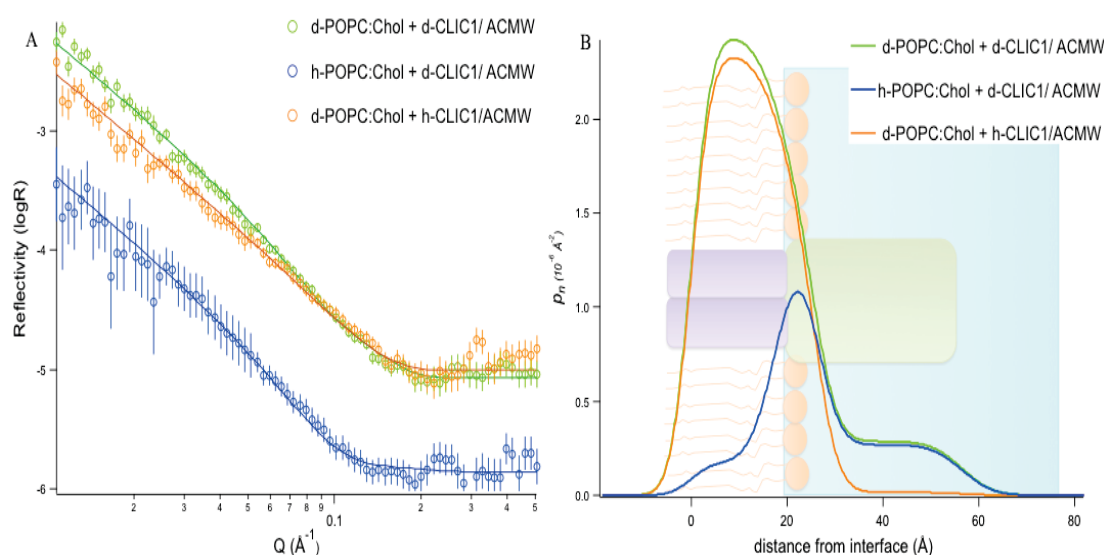 A
d-POPC:Chol + d-CLIC1/ ACMW
h-POPC:Chol + d-CLIC1/ ACMW
d-POPC:Chol + h-CLIC1/ACMW
Reflectivity (logR)
-3
-4
-5
-6
2 3 4 5 6 7 8 9 0.1 2 3 4 5
Q (Å⁻¹)
B
d-POPC:Chol + d-CLIC1/ ACMW
h-POPC:Chol + d-CLIC1/ ACMW
d-POPC:Chol + h-CLIC1/ACMW
pn (10⁻⁶ Å⁻²)
2.0
1.5
1.0
0.5
0.0
0 20 40 60 80
distance from interface (Å)